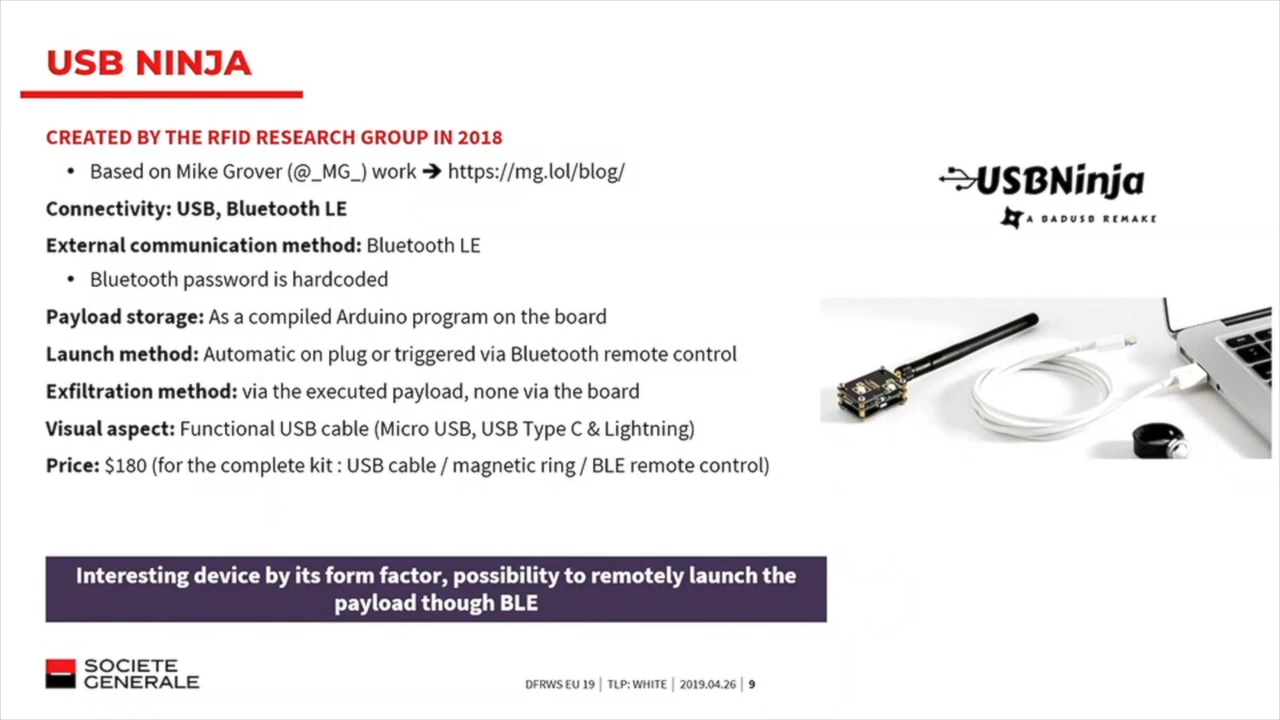 USB NINJA
CREATED BY THE RFID RESEARCH GROUP IN 2018
• Based on Mike Grover (@_MG_) work ➔ https://mg.lol/blog/
Connectivity: USB, Bluetooth LE
External communication method: Bluetooth LE
• Bluetooth password is hardcoded
Payload storage: As a compiled Arduino program on the board
Launch method: Automatic on plug or triggered via Bluetooth remote control
Exfiltration method: via the executed payload, none via the board
Visual aspect: Functional USB cable (Micro USB, USB Type C & Lightning)
Price: $180 (for the complete kit : USB cable / magnetic ring / BLE remote control)
USBNinja
A BADUSB REMAKE
Interesting device by its form factor, possibility to remotely launch the
payload though BLE
SOCIETE
GENERALE
DFRWS EU 19 | TLP: WHITE | 2019.04.26 | 9